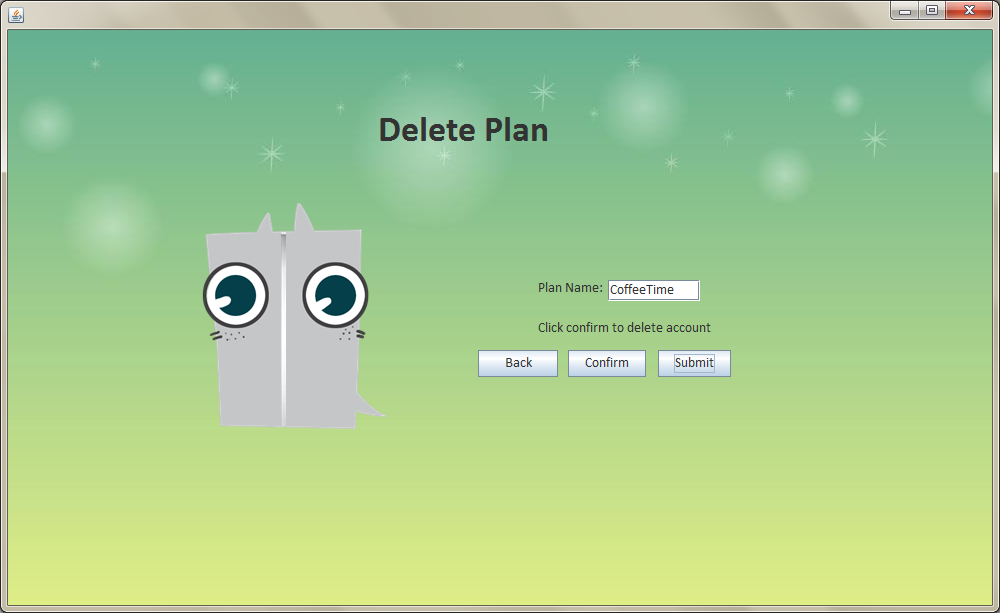 Delete Plan
Plan Name: CoffeeTime
Click confirm to delete account
Back Confirm Submit